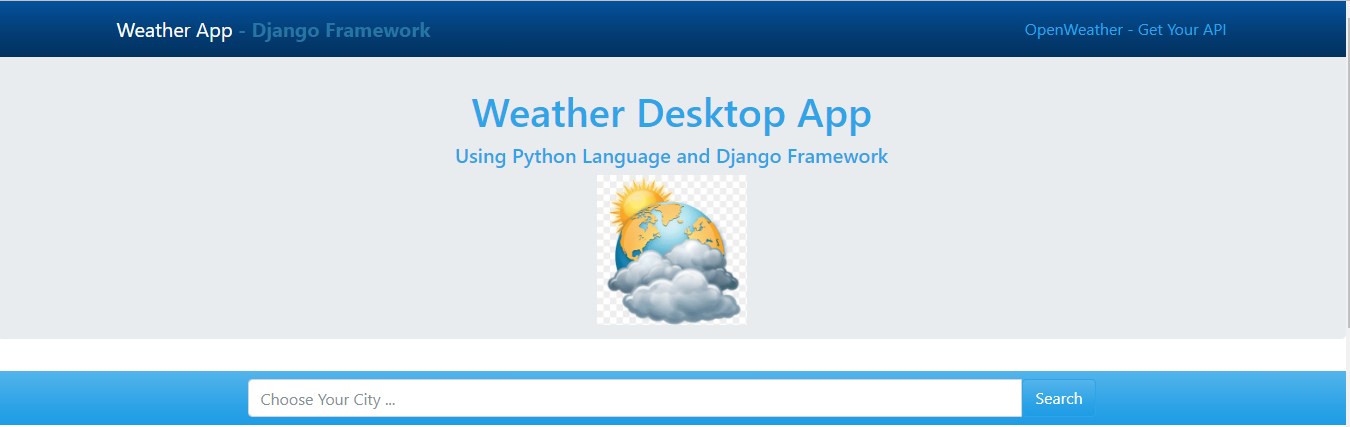 Weather App - Django Framework
OpenWeather - Get Your API
Weather Desktop App
Using Python Language and Django Framework
Choose Your City ...
Search